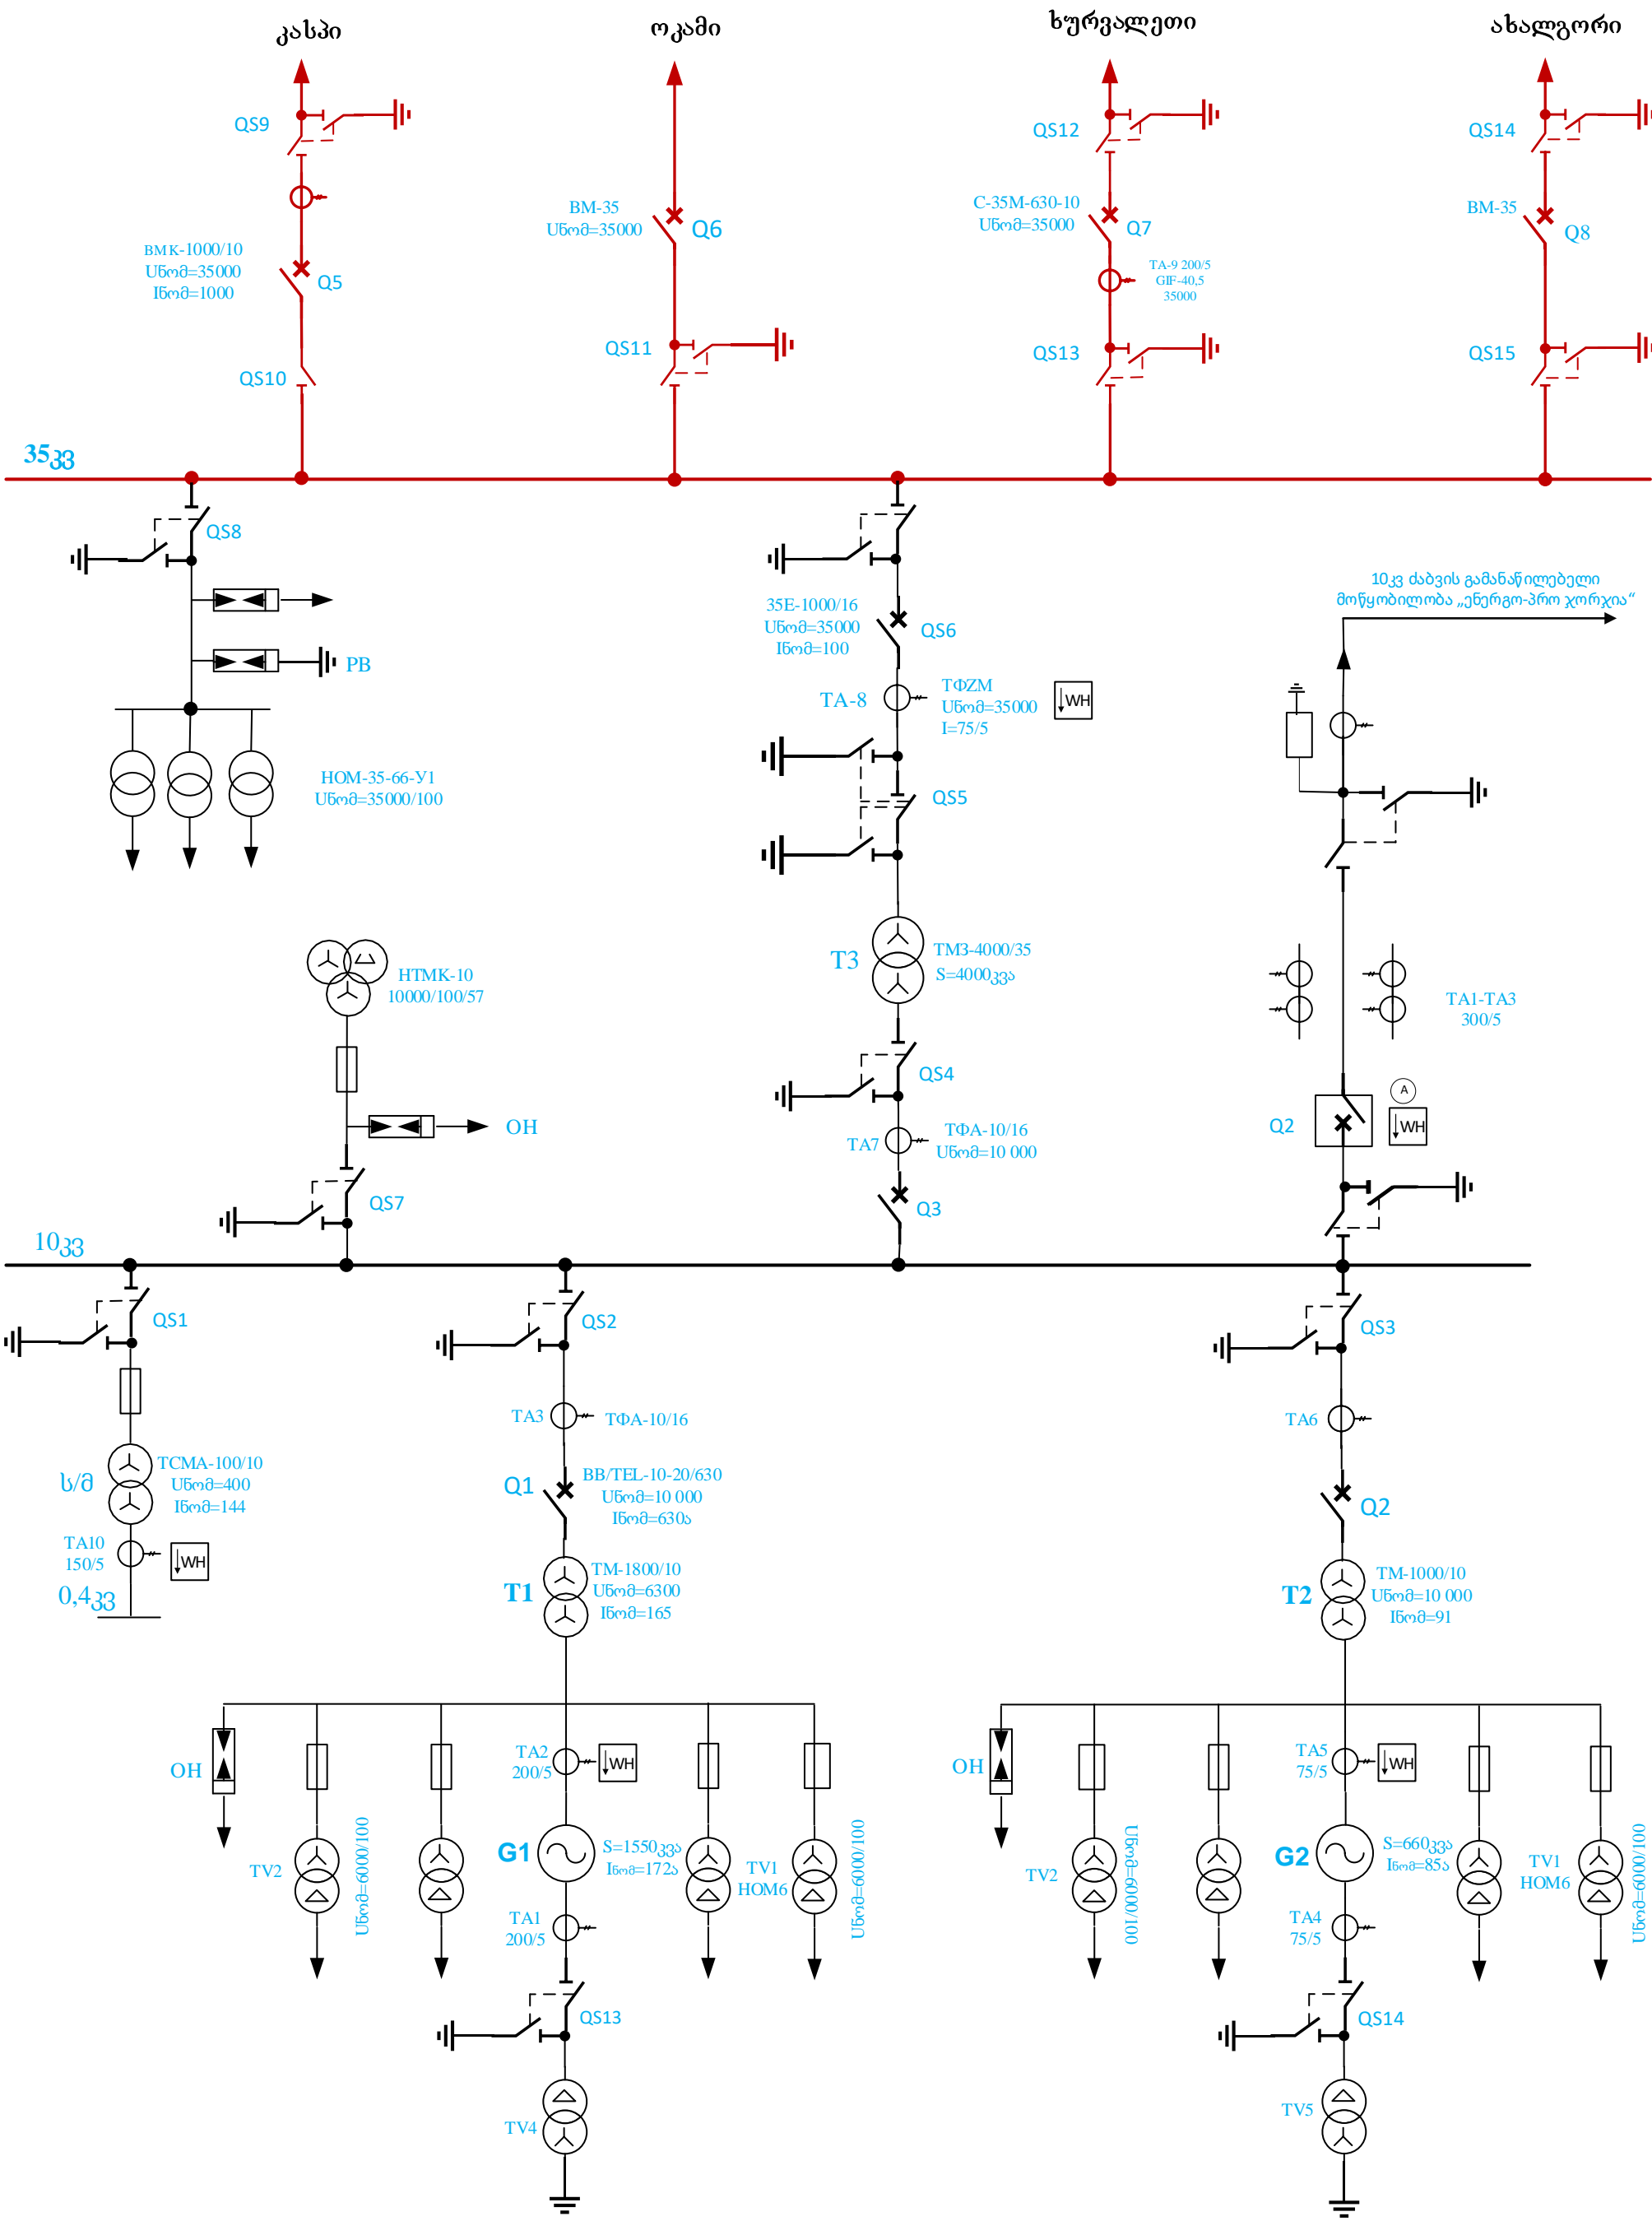 კასპი
ოკამი
ხურვალეთი
ახალგორი
QS9
QS12
QS14
BMK-1000/10
Uნომ=35000
Iნომ=1000
Q5
BM-35
Uნომ=35000
Q6
C-35M-630-10
Uნომ=35000
Q7
TA-9 200/5
GIF-40,5
35000
BM-35
Q8
QS10
QS11
QS13
QS15
35კვ
QS8
PB
HOM-35-66-У1
Uნომ=35000/100
35E-1000/16
Uნომ=35000
Iნომ=100
QS6
TA-8
ТФZM
Uნომ=35000
I=75/5
WH
QS5
10კვ ძაბვის გამანაწილებელი
მოწყობილობა „ენერგო-პრო ჯორჯია“
HTMK-10
10000/100/57
T3
TM3-4000/35
S=4000კვა
TA1-TA3
300/5
OH
QS4
TA7
ТФА-10/16
Uნომ=10 000
Q3
Q2
A
WH
QS7
10კვ
QS1
QS2
QS3
TA3
ТФА-10/16
TA6
ს/მ
TCMA-100/10
Uნომ=400
Iნომ=144
TA10
150/5
WH
0,4კვ
Q1
BB/TEL-10-20/630
Uნომ=10 000
Iნომ=630ა
Q2
T1
TM-1800/10
Uნომ=6300
Iნომ=165
T2
TM-1000/10
Uნომ=10 000
Iნომ=91
OH
TA2
200/5
WH
OH
TA5
75/5
WH
TV2
Uნომ=6000/100
G1
S=1550კვა
Iნომ=172ა
TV1
HOM6
Uნომ=6000/100
TV2
Uნომ=6000/100
G2
S=660კვა
Iნომ=85ა
TV1
HOM6
Uნომ=6000/100
TA1
200/5
TA4
75/5
QS13
QS14
TV4
TV5